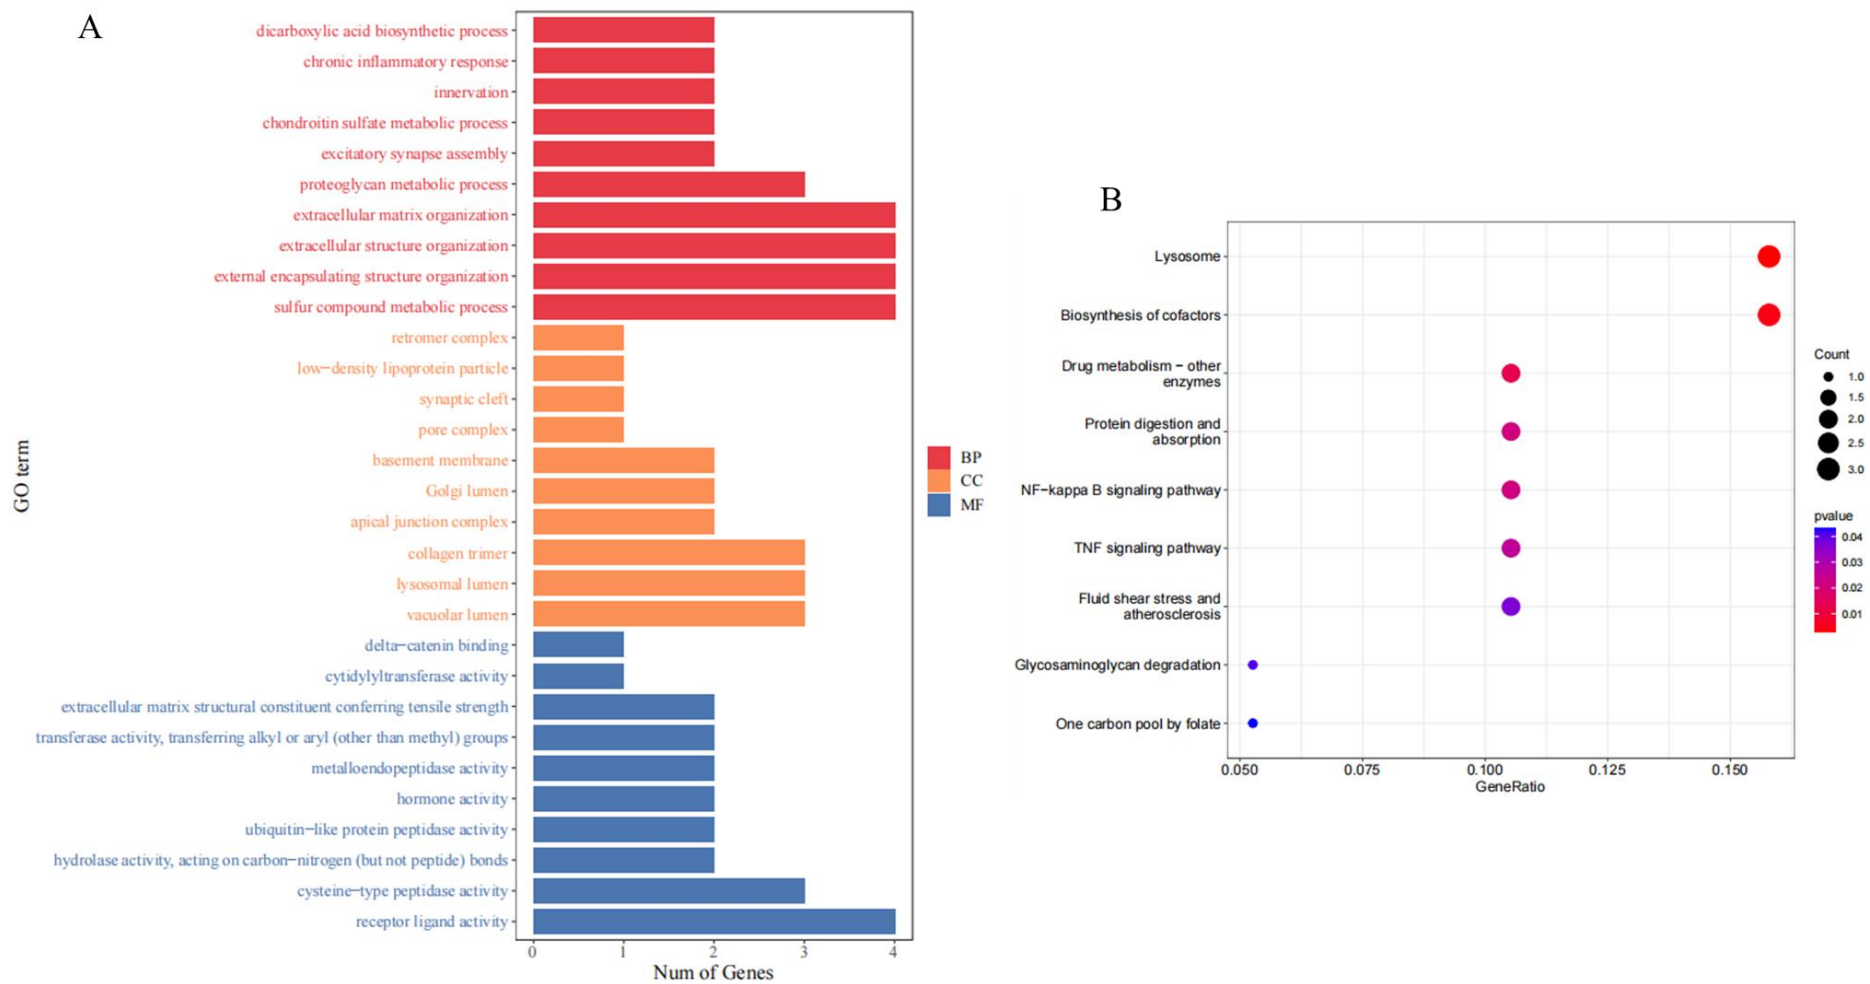 A
dicarboxylic acid biosynthetic process
chronic inflammatory response
innervation
chondroitin sulfate metabolic process
excitatory synapse assembly
proteoglycan metabolic process
extracellular matrix organization
extracellular structure organization
external encapsulating structure organization
sulfur compound metabolic process
retromer complex
low−density lipoprotein particle
synaptic cleft
pore complex
basement membrane
Golgi lumen
apical junction complex
collagen trimer
lysosomal lumen
vacuolar lumen
delta−catenin binding
cytidylyltransferase activity
extracellular matrix structural constituent conferring tensile strength
transferase activity, transferring alkyl or aryl (other than methyl) groups
metalloendopeptidase activity
hormone activity
ubiquitin−like protein peptidase activity
hydrolase activity, acting on carbon−nitrogen (but not peptide) bonds
cysteine−type peptidase activity
receptor ligand activity
GO term
0 1 2 3 4
Num of Genes
BP
CC
MF
B
Lysosome
Biosynthesis of cofactors
Drug metabolism − other
enzymes
Protein digestion and
absorption
NF−kappa B signaling pathway
TNF signaling pathway
Fluid shear stress and
atherosclerosis
Glycosaminoglycan degradation
One carbon pool by folate
0.050 0.075 0.100 0.125 0.150
GeneRatio
Count
1.0
1.5
2.0
2.5
3.0
pvalue
0.04
0.03
0.02
0.01